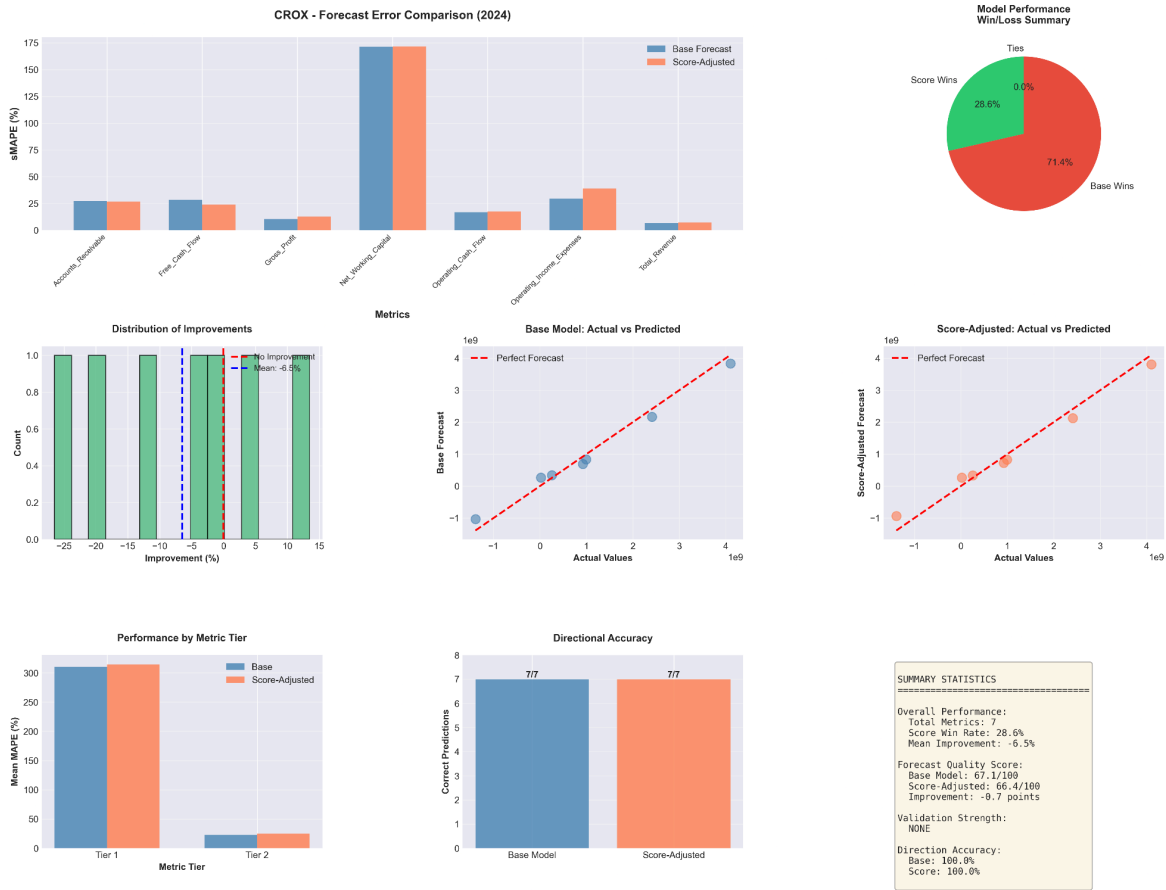 CROX - Forecast Error Comparison (2024)
sMAPE (%)
175
150
125
100
75
50
25
0
Base Forecast
Score-Adjusted
Accounts_Receivable
Free_Cash_Flow
Gross_Profit
Net_Working_Capital
Operating_Cash_Flow
Operating_Income_Expenses
Total_Revenue
Metrics
Model Performance
Win/Loss Summary
Ties
0.0%
Score Wins
28.6%
71.4%
Base Wins
Distribution of Improvements
Count
1.0
0.8
0.6
0.4
0.2
0.0
No Improvement
Mean: -6.5%
−25 −20 −15 −10 −5 0 5 10 15
Improvement (%)
Base Model: Actual vs Predicted
1e9
Base Forecast
4
3
2
1
0
−1
Perfect Forecast
−1 0 1 2 3 4
1e9
Actual Values
Score-Adjusted: Actual vs Predicted
1e9
Score-Adjusted Forecast
4
3
2
1
0
−1
Perfect Forecast
−1 0 1 2 3 4
1e9
Actual Values
Performance by Metric Tier
Mean MAPE (%)
300
250
200
150
100
50
0
Base
Score-Adjusted
Tier 1 Tier 2
Metric Tier
Directional Accuracy
Correct Predictions
8
7
6
5
4
3
2
1
0
7/7 7/7
Base Model Score-Adjusted
SUMMARY STATISTICS
===================================
Overall Performance:
Total Metrics: 7
Score Win Rate: 28.6%
Mean Improvement: -6.5%
Forecast Quality Score:
Base Model: 67.1/100
Score-Adjusted: 66.4/100
Improvement: -0.7 points
Validation Strength:
NONE
Direction Accuracy:
Base: 100.0%
Score: 100.0%